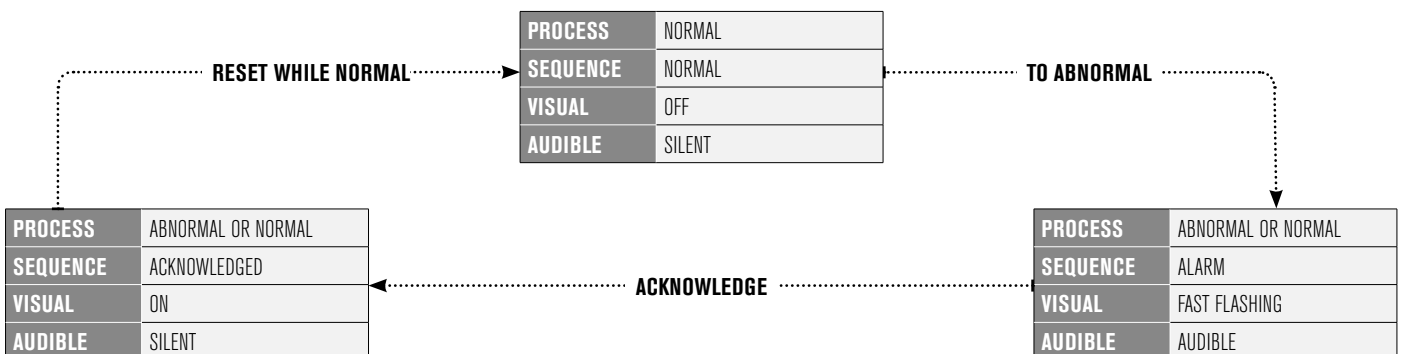 PROCESS NORMAL
RESET WHILE NORMAL SEQUENCE NORMAL TO ABNORMAL
VISUAL OFF
AUDIBLE SILENT
PROCESS ABNORMAL OR NORMAL
SEQUENCE ACKNOWLEDGED
VISUAL ON
AUDIBLE SILENT
ACKNOWLEDGE
PROCESS ABNORMAL OR NORMAL
SEQUENCE ALARM
VISUAL FAST FLASHING
AUDIBLE AUDIBLE